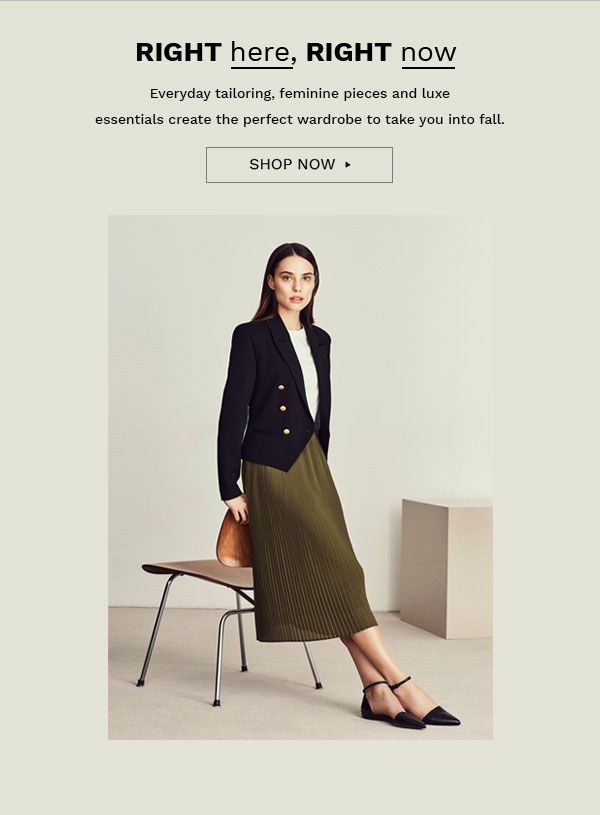 RIGHT here, RIGHT now
Everyday tailoring, feminine pieces and luxe
essentials create the perfect wardrobe to take you into fall.
SHOP NOW ▸